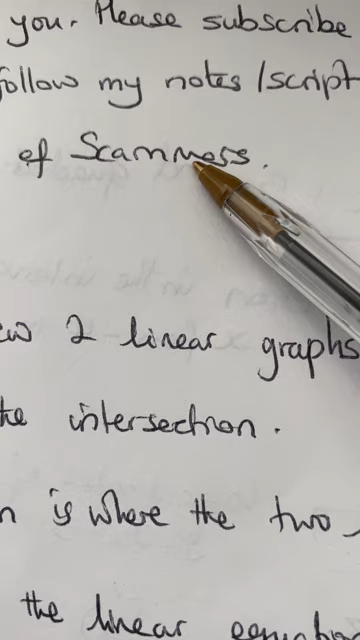 you. Please subscribe
follow my notes / script
of Scammess.
2 linear graphs
the intersection.
is where the two
the linear